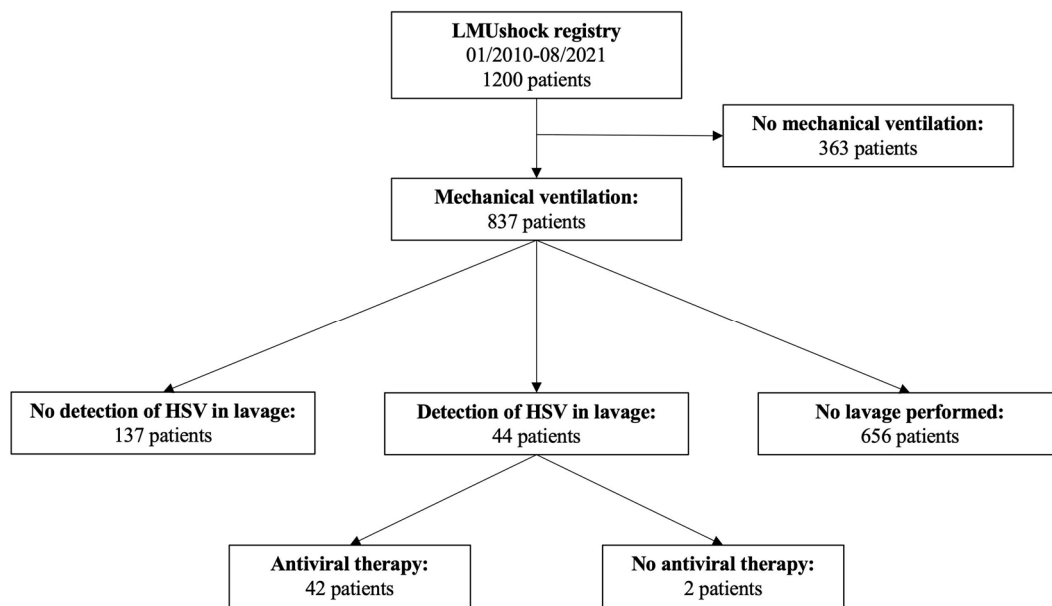 LMUshock registry
01/2010-08/2021
1200 patients
No mechanical ventilation:
363 patients
Mechanical ventilation:
837 patients
No detection of HSV in lavage:
137 patients
Detection of HSV in lavage:
44 patients
No lavage performed:
656 patients
Antiviral therapy:
42 patients
No antiviral therapy:
2 patients